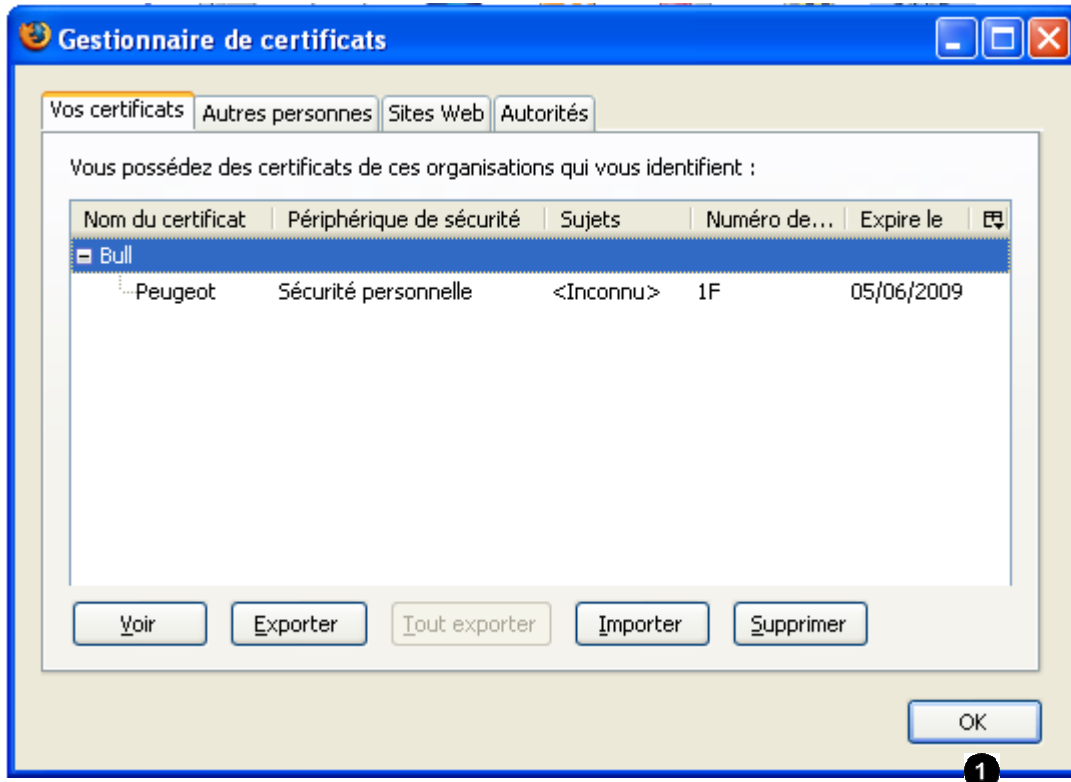 Gestionnaire de certificats
Vos certificats Autres personnes Sites Web Autorités
Vous possédez des certificats de ces organisations qui vous identifient :
Nom du certificat Périphérique de sécurité Sujets Numéro de... Expire le
Bull
Peugeot Sécurité personnelle <Inconnu> 1F 05/06/2009
Voir Exporter Tout exporter Importer Supprimer
OK
1